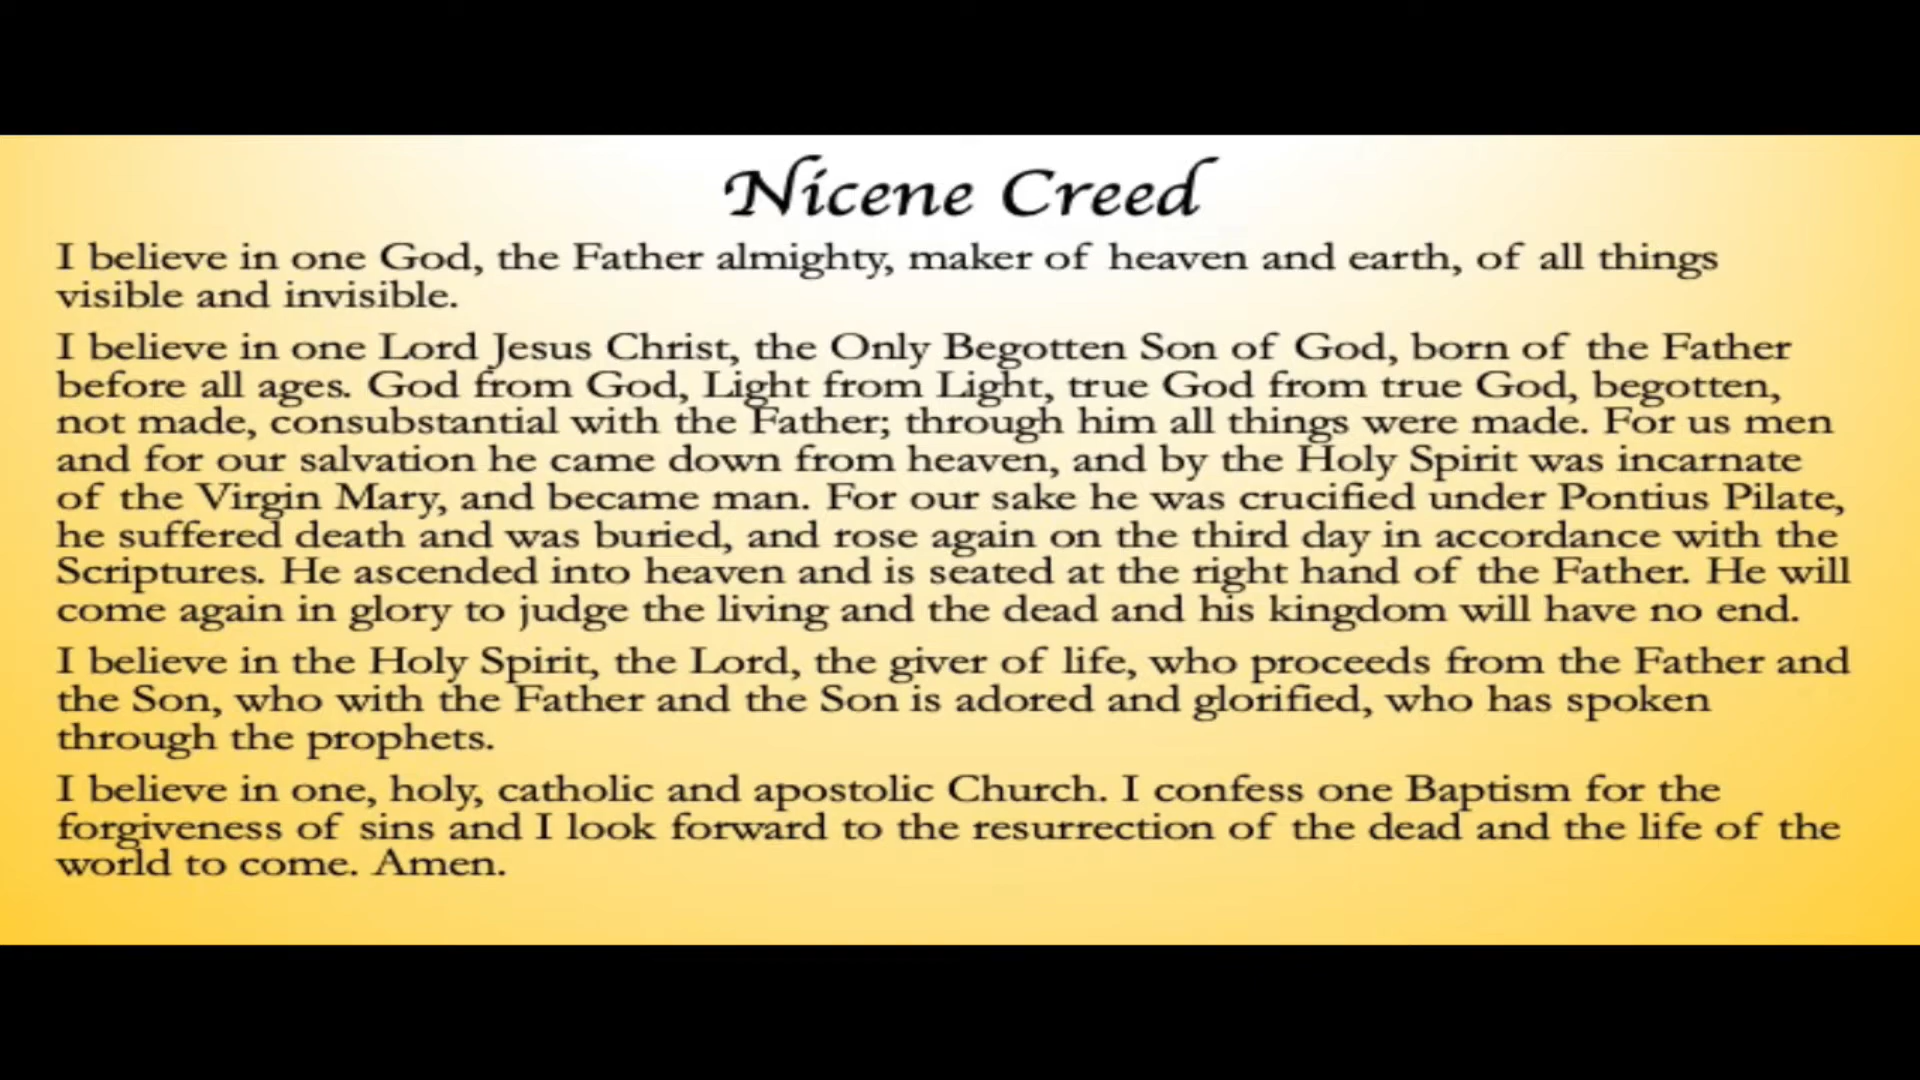 Nicene Creed
I believe in one God, the Father almighty, maker of heaven and earth, of all things
visible and invisible.
I believe in one Lord Jesus Christ, the Only Begotten Son of God, born of the Father
before all ages. God from God, Light from Light, true God from true God, begotten,
not made, consubstantial with the Father; through him all things were made. For us men
and for our salvation he came down from heaven, and by the Holy Spirit was incarnate
of the Virgin Mary, and became man. For our sake he was crucified under Pontius Pilate,
he suffered death and was buried, and rose again on the third day in accordance with the
Scriptures. He ascended into heaven and is seated at the right hand of the Father. He will
come again in glory to judge the living and the dead and his kingdom will have no end.
I believe in the Holy Spirit, the Lord, the giver of life, who proceeds from the Father and
the Son, who with the Father and the Son is adored and glorified, who has spoken
through the prophets.
I believe in one, holy, catholic and apostolic Church. I confess one Baptism for the
forgiveness of sins and I look forward to the resurrection of the dead and the life of the
world to come. Amen.